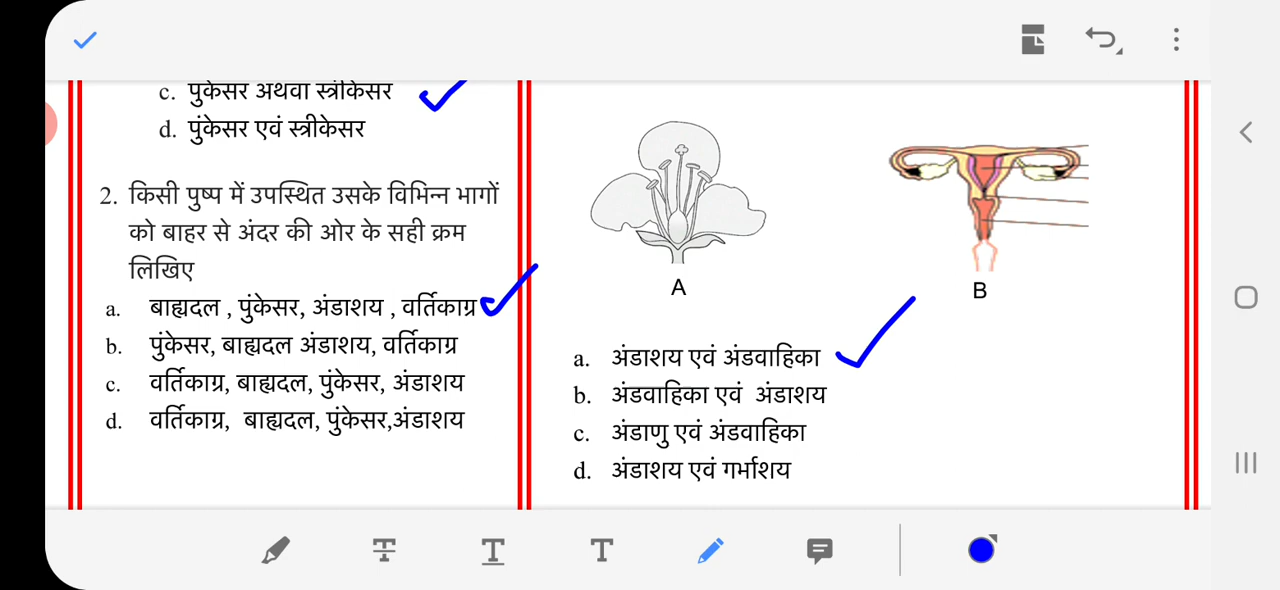 c. पुंकेसर अथवा स्त्रीकेसर
d. पुंकेसर एवं स्त्रीकेसर
2. किसी पुष्प में उपस्थित उसके विभिन्न भागों
को बाहर से अंदर की ओर के सही क्रम
लिखिए
a. बाह्यदल , पुंकेसर, अंडाशय , वर्तिकाग्र
b. पुंकेसर, बाह्यदल अंडाशय, वर्तिकाग्र
c. वर्तिकाग्र, बाह्यदल, पुंकेसर, अंडाशय
d. वर्तिकाग्र, बाह्यदल, पुंकेसर,अंडाशय
A
B
a. अंडाशय एवं अंडवाहिका
b. अंडवाहिका एवं अंडाशय
c. अंडाणु एवं अंडवाहिका
d. अंडाशय एवं गर्भाशय